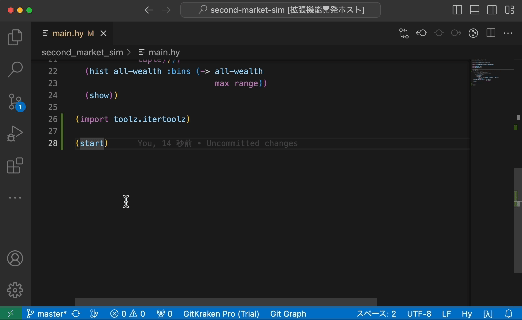 second-market-sim [拡張機能開発ホスト]
main.hy M
second_market_sim > main.hy
22 (hist all-wealth :bins (-> all-wealth
23 max range))
24 (show))
25
26 (import toolz.itertoolz)
27
28 (start) You, 14 秒前 • Uncommitted changes
1
master* 0 0 0 GitKraken Pro (Trial) Git Graph スペース: 2 UTF-8 LF Hy [λ]